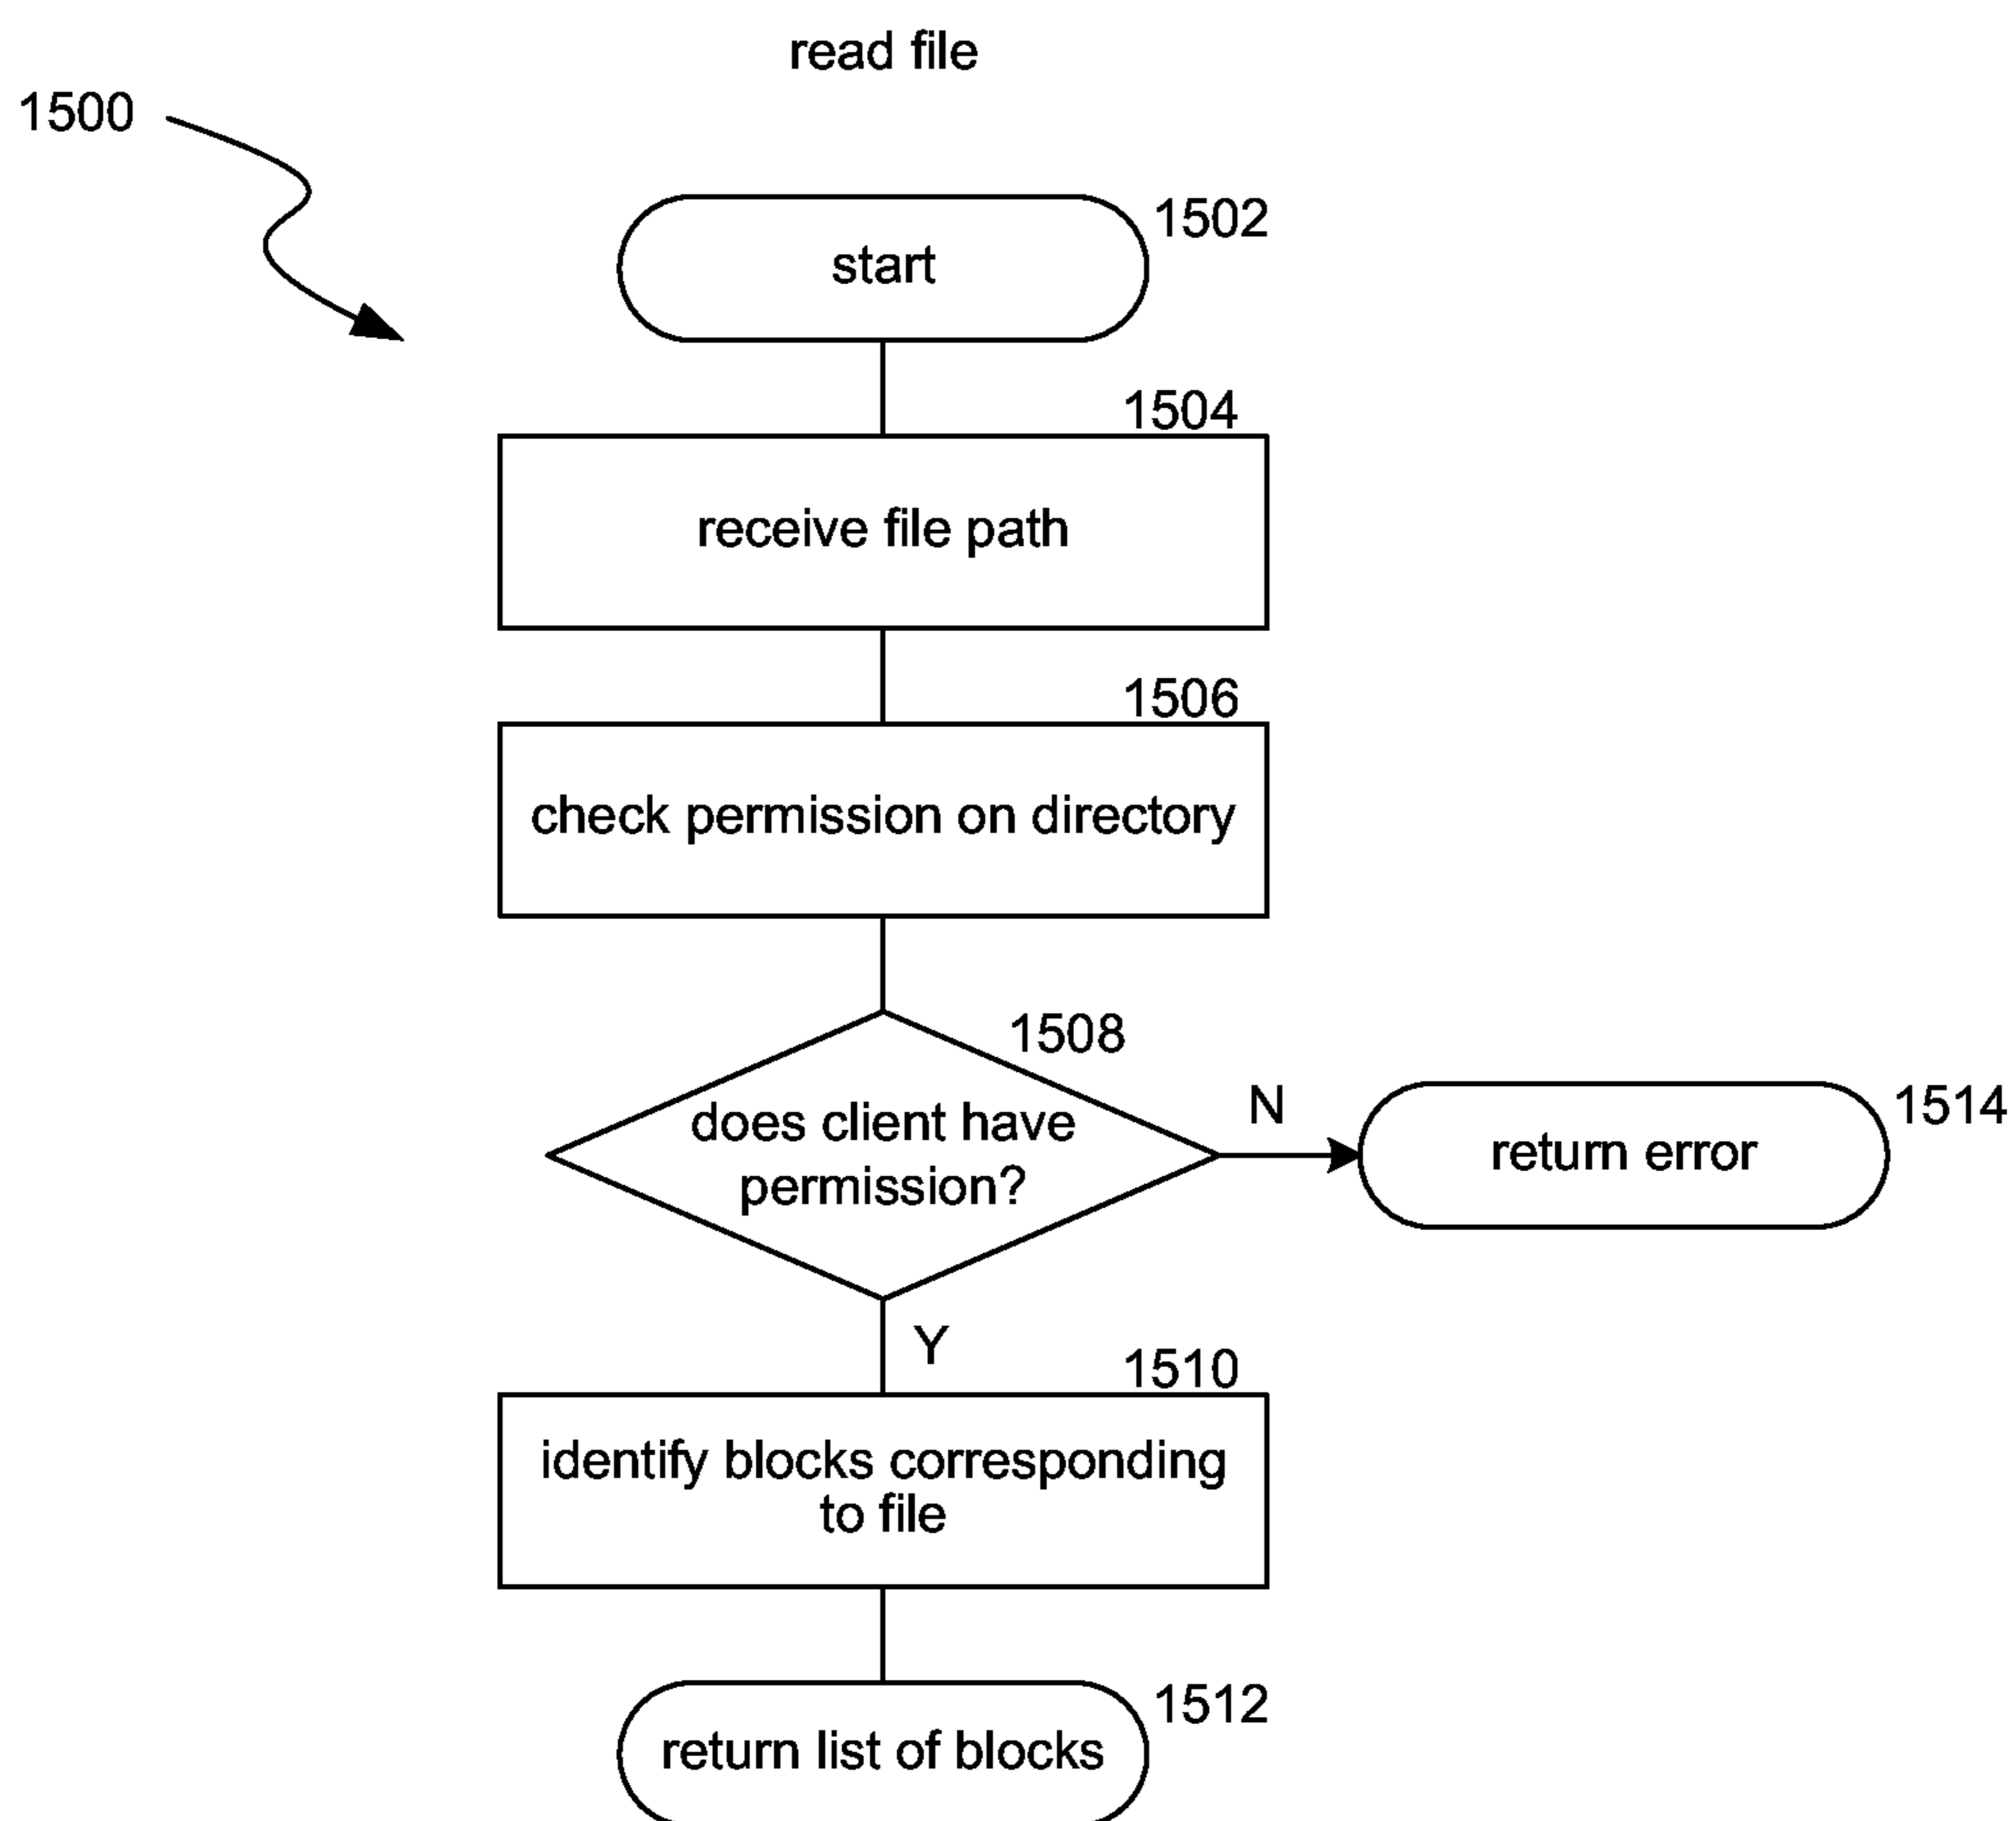 read file
1500
1502
start
1504
receive file path
1506
check permission on directory
1508
does client have
permission?
N
1514
return error
Y
1510
identify blocks corresponding
to file
1512
return list of blocks